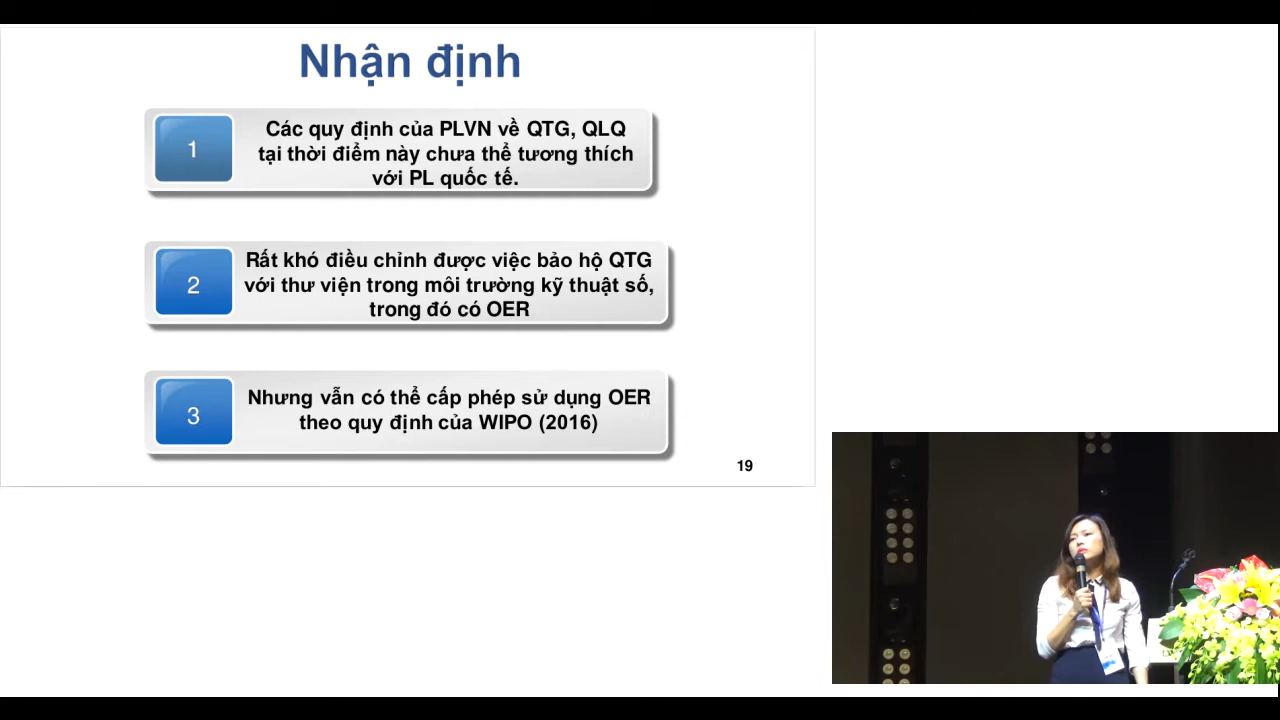 Nhận định
1
Các quy định của PLVN về QTG, QLQ
tại thời điểm này chưa thể tương thích
với PL quốc tế.
2
Rất khó điều chỉnh được việc bảo hộ QTG
với thư viện trong môi trường kỹ thuật số,
trong đó có OER
3
Nhưng vẫn có thể cấp phép sử dụng OER
theo quy định của WIPO (2016)
19